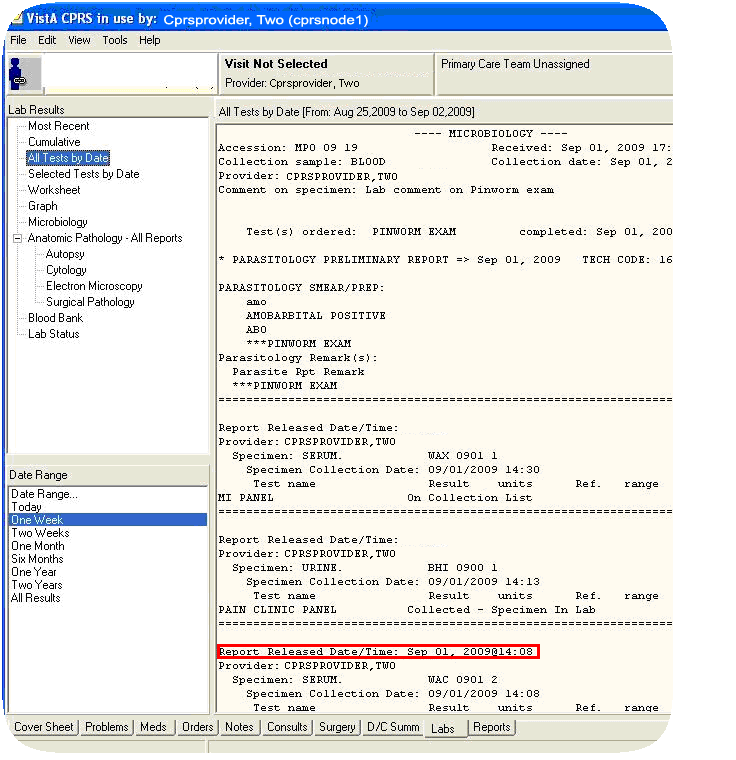 VistA CPRS in use by: Cprsprovider, Two (cprsnode1)
File Edit View Tools Help
Visit Not Selected
Provider: Cprsprovider, Two
Primary Care Team Unassigned
Lab Results
Most Recent
Cumulative
All Tests by Date
Selected Tests by Date
Worksheet
Graph
Microbiology
Anatomic Pathology - All Reports
Autopsy
Cytology
Electron Microscopy
Surgical Pathology
Blood Bank
Lab Status
Date Range
Date Range...
Today
One Week
Two Weeks
One Month
Six Months
One Year
Two Years
All Results
All Tests by Date [From: Aug 25,2009 to Sep 02,2009]
---- MICROBIOLOGY ----
Accession: MPO 09 19 Received: Sep 01, 2009 17:
Collection sample: BLOOD Collection date: Sep 01, 2
Provider: CPRSPROVIDER,TWO
Comment on specimen: Lab comment on Pinworm exam
Test(s) ordered: PINWORM EXAM completed: Sep 01, 200
* PARASITOLOGY PRELIMINARY REPORT => Sep 01, 2009 TECH CODE: 16
PARASITOLOGY SMEAR/PREP:
amo
AMOBARBITAL POSITIVE
ABO
***PINWORM EXAM
Parasitology Remark(s):
Parasite Rpt Remark
***PINWORM EXAM
=================================================================
Report Released Date/Time:
Provider: CPRSPROVIDER,TWO
Specimen: SERUM. WAX 0901 1
Specimen Collection Date: 09/01/2009 14:30
Test name Result units Ref. range
MI PANEL On Collection List
=================================================================
Report Released Date/Time:
Provider: CPRSPROVIDER,TWO
Specimen: URINE. BHI 0900 1
Specimen Collection Date: 09/01/2009 14:13
Test name Result units Ref. range
PAIN CLINIC PANEL Collected - Specimen In Lab
=================================================================
Report Released Date/Time: Sep 01, 2009@14:08
Provider: CPRSPROVIDER,TWO
Specimen: SERUM. WAC 0901 2
Specimen Collection Date: 09/01/2009 14:08
Test name Result units Ref. range
Cover Sheet Problems Meds Orders Notes Consults Surgery D/C Summ Labs Reports